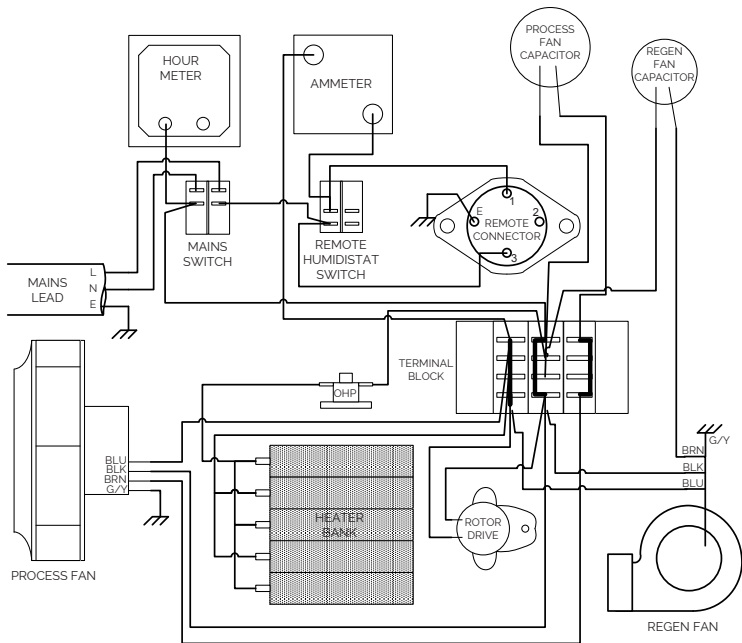 PROCESS
FAN
CAPACITOR
REGEN
FAN
CAPACITOR
HOUR
METER
AMMETER
MAINS
SWITCH
REMOTE
HUMIDISTAT
SWITCH
1
E
2
REMOTE
CONNECTOR
3
MAINS
LEAD
L
N
E
TERMINAL
BLOCK
OHP
BLU
BLK
BRN
G/Y
PROCESS FAN
HEATER
BANK
ROTOR
DRIVE
G/Y
BRN
BLK
BLU
REGEN FAN